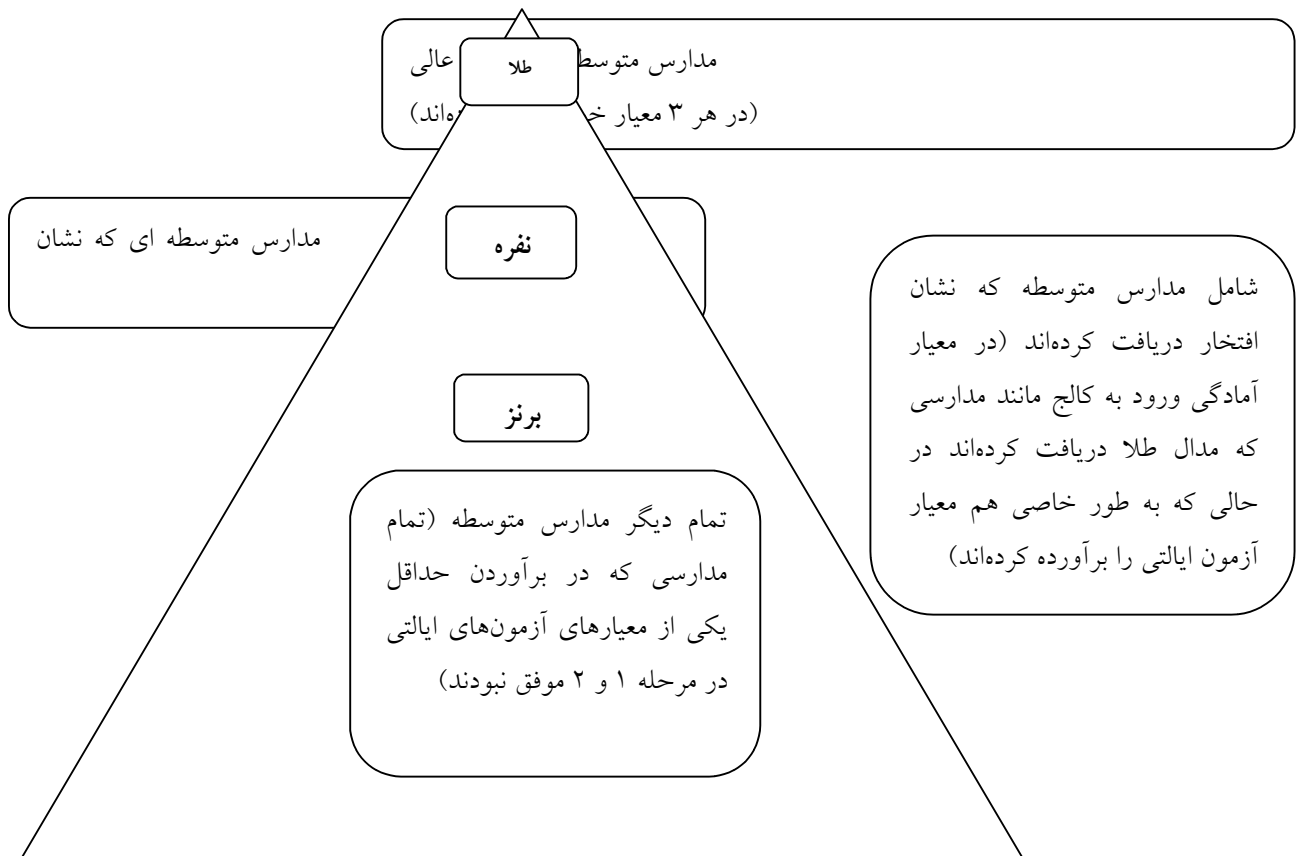 مدارس متوسط عالی
طلا
(در هر ۳ معیار
مدارس متوسطه ای که نشان
نفره
شامل مدارس متوسطه که نشان
افتخار دریافت کرده‌اند (در معیار
آمادگی ورود به کالج مانند مدارسی
که مدال طلا دریافت کرده‌اند در
حالی که به طور خاصی هم معیار
آزمون ایالتی را برآورده کرده‌اند)
برنز
تمام دیگر مدارس متوسطه (تمام
مدارسی که در برآوردن حداقل
یکی از معیارهای آزمون‌های ایالتی
در مرحله ۱ و ۲ موفق نبودند)